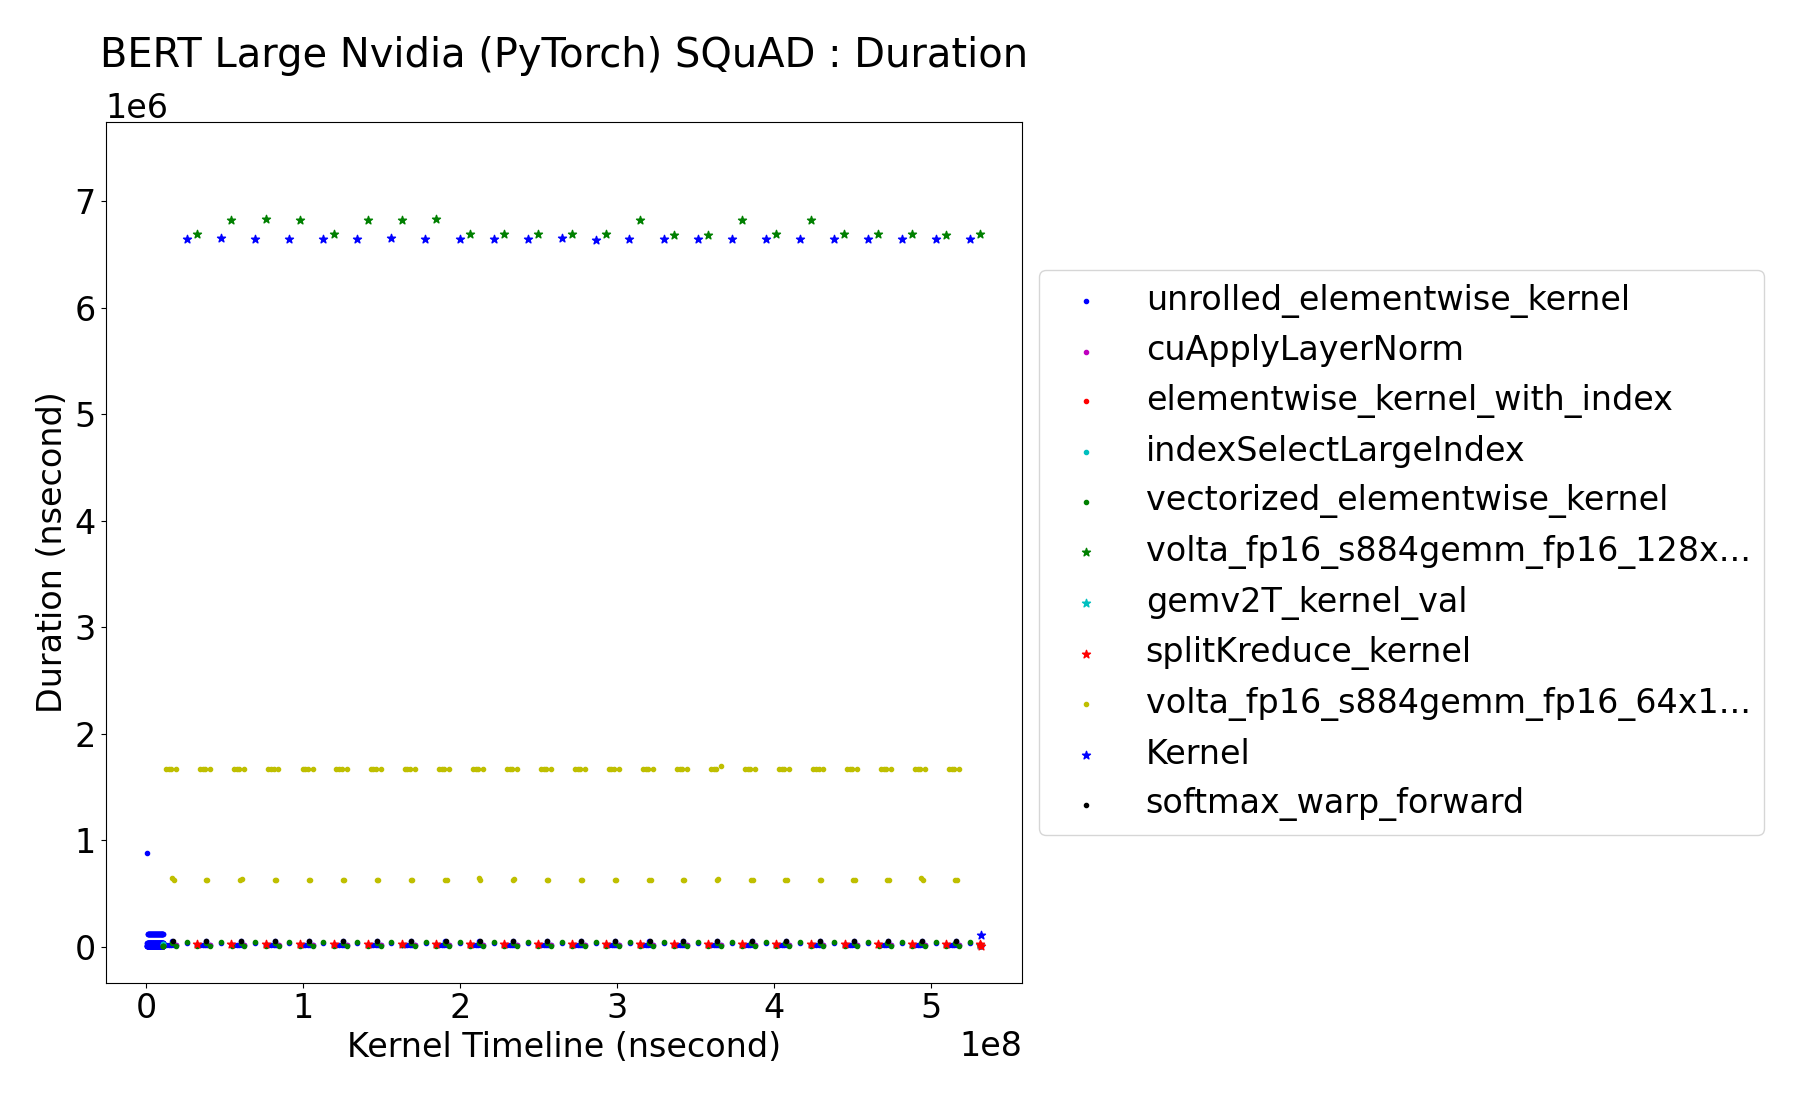 BERT Large Nvidia (PyTorch) SQuAD : Duration
1e6
7
6
5
4
3
2
1
0
Duration (nsecond)
0 1 2 3 4 5
1e8
Kernel Timeline (nsecond)
unrolled_elementwise_kernel
cuApplyLayerNorm
elementwise_kernel_with_index
indexSelectLargeIndex
vectorized_elementwise_kernel
volta_fp16_s884gemm_fp16_128x...
gemv2T_kernel_val
splitKreduce_kernel
volta_fp16_s884gemm_fp16_64x1...
Kernel
softmax_warp_forward